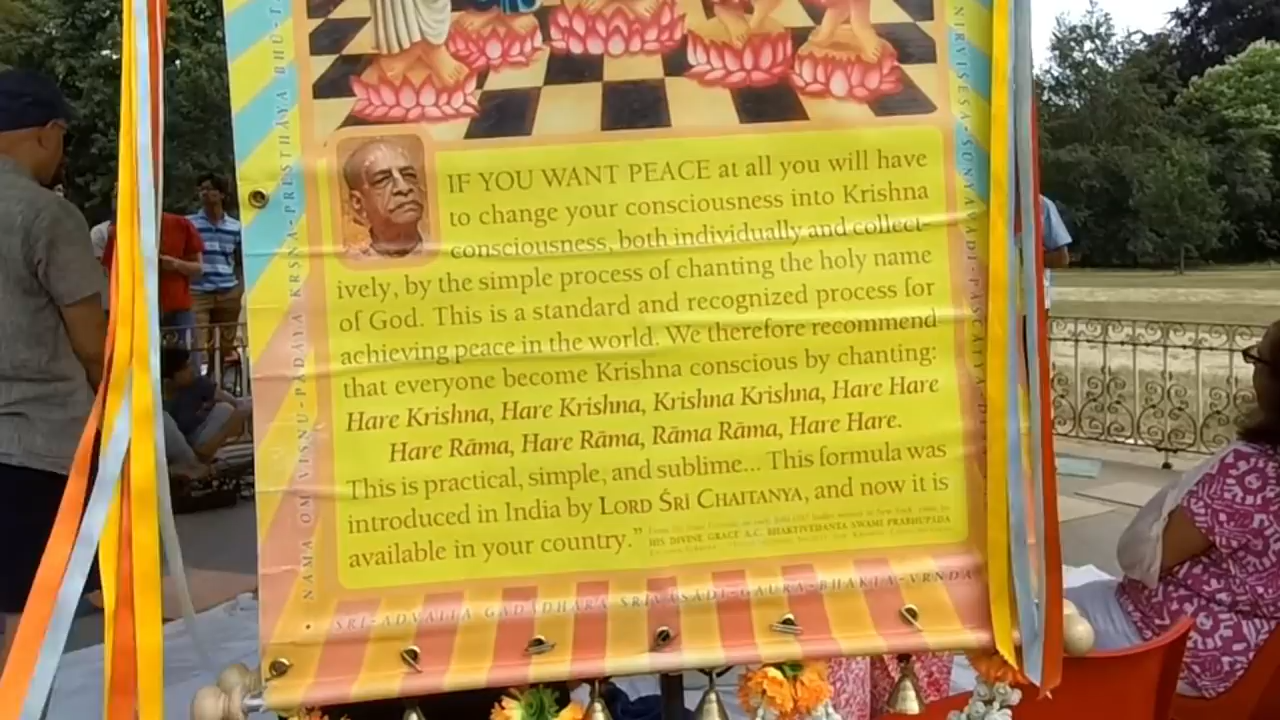 IF YOU WANT PEACE at all you will have
to change your consciousness into Krishna
consciousness, both individually and collect-
ively, by the simple process of chanting the holy name
of God. This is a standard and recognized process for
achieving peace in the world. We therefore recommend
that everyone become Krishna conscious by chanting:
Hare Krishna, Hare Krishna, Krishna Krishna, Hare Hare
Hare Rāma, Hare Rāma, Rāma Rāma, Hare Hare.
This is practical, simple, and sublime... This formula was
introduced in India by LORD ŚRĪ CHAITANYA, and now it is
available in your country.”
HIS DIVINE GRACE A.C. BHAKTIVEDANTA SWAMI PRABHUPADA
NAMA OM VISNU-PADAYA KRSNA-PRESTHAYA BHU-
NIRVISESA-SUNYAVADI-PASCATYA
SRI-ADVAITA GADADHARA SRIVASADI-GAURA-BHAKTA-VRNDA